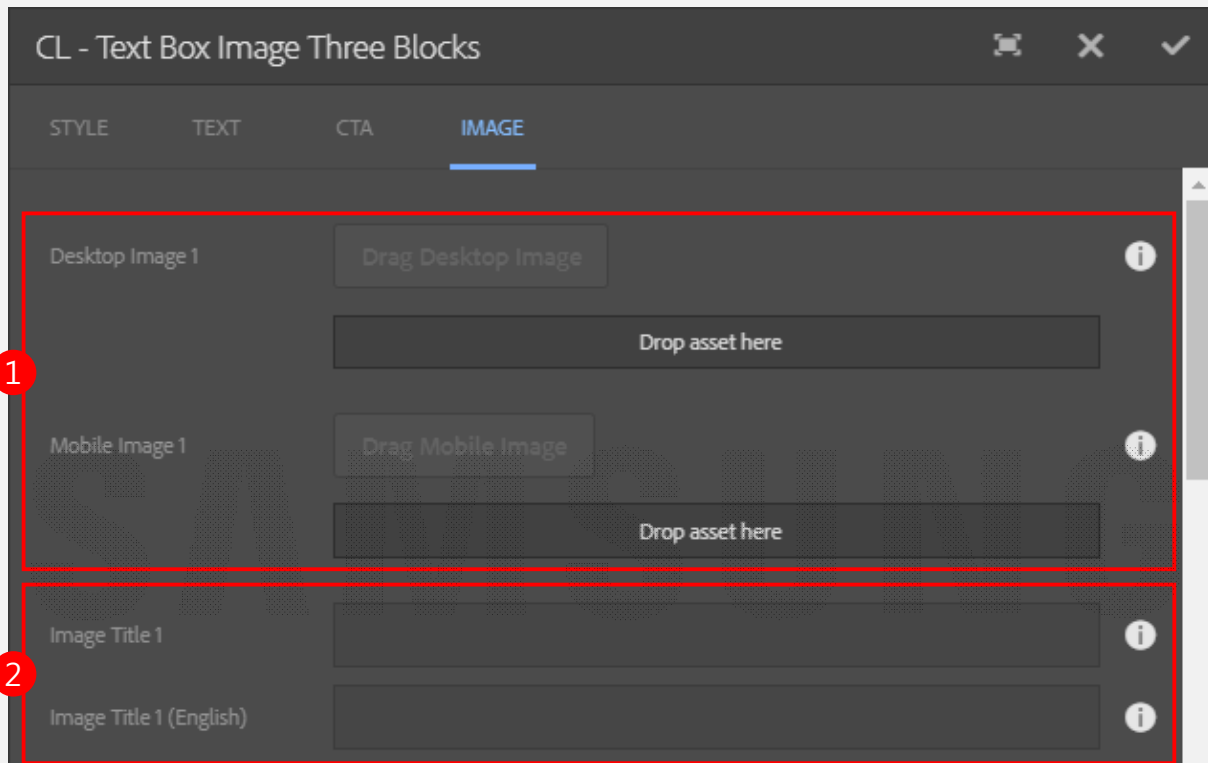 CL - Text Box Image Three Blocks
STYLE TEXT CTA IMAGE
Desktop Image 1 Drag Desktop Image i
Drop asset here
1
Mobile Image 1 Drag Mobile Image i
SAMSUNG
Drop asset here
Image Title 1 i
2
Image Title 1 (English) i